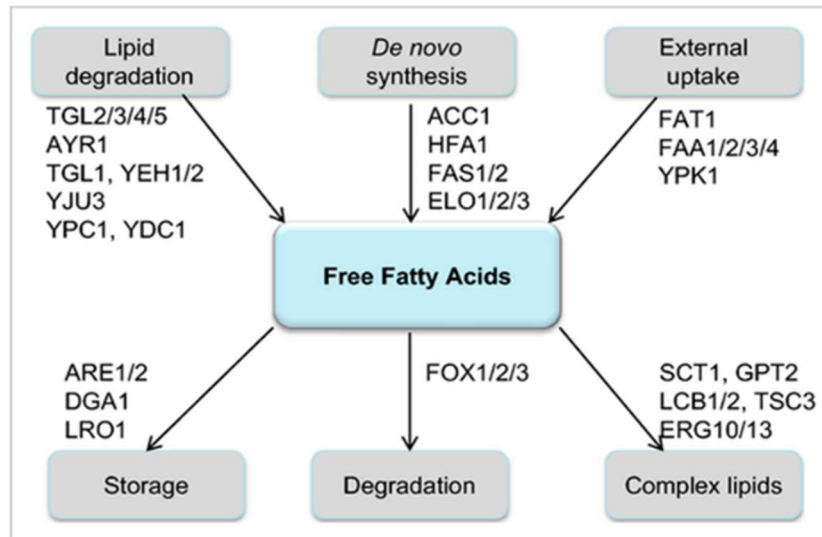 Lipid
degradation
De novo
synthesis
External
uptake
TGL2/3/4/5
AYR1
TGL1, YEH1/2
YJU3
YPC1, YDC1
ACC1
HFA1
FAS1/2
ELO1/2/3
FAT1
FAA1/2/3/4
YPK1
Free Fatty Acids
ARE1/2
DGA1
LRO1
FOX1/2/3
SCT1, GPT2
LCB1/2, TSC3
ERG10/13
Storage
Degradation
Complex lipids